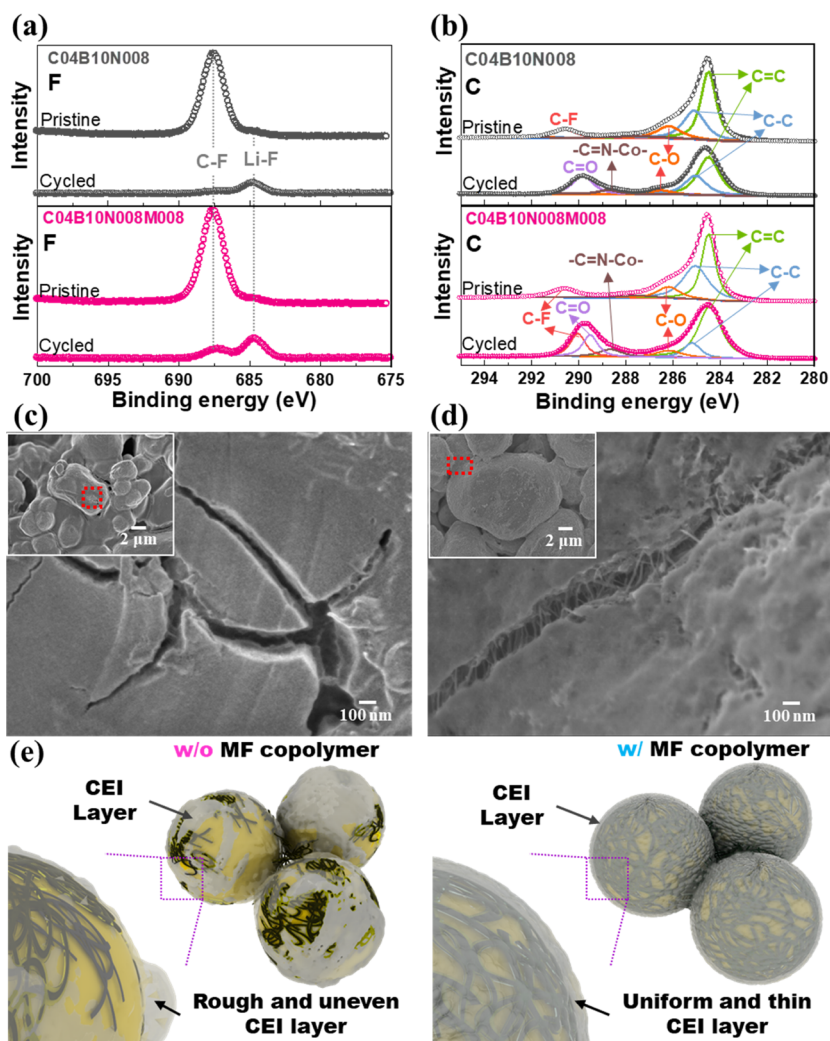 (a)
C04B10N008
F
Pristine
C-F
Li-F
Cycled
C04B10N008M008
F
Pristine
Cycled
Intensity
Intensity
700 695 690 685 680 675
Binding energy (eV)
(b)
C04B10N008
C
C=C
C-F
Pristine
C-C
-C=N-Co-
C=O
C-O
Cycled
C04B10N008M008
C
C=C
-C=N-Co-
Pristine
C-C
C=O
C-F
C-O
Cycled
Intensity
Intensity
294 292 290 288 286 284 282 280
Binding energy (eV)
(c)
2 µm
100 nm
(d)
2 µm
100 nm
(e)
w/o MF copolymer
CEI
Layer
Rough and uneven
CEI layer
w/ MF copolymer
CEI
Layer
Uniform and thin
CEI layer